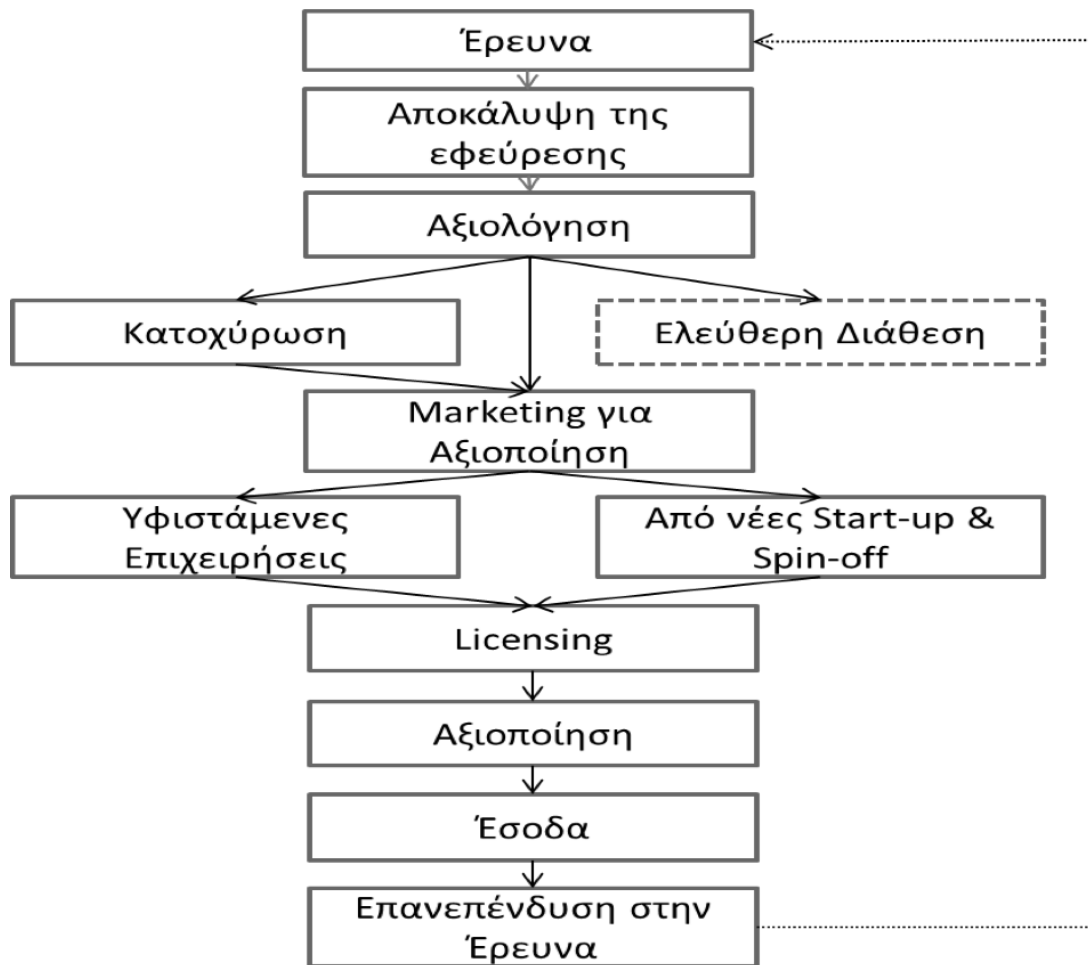 Έρευνα
Αποκάλυψη της
εφεύρεσης
Αξιολόγηση
Κατοχύρωση
Ελεύθερη Διάθεση
Marketing για
Αξιοποίηση
Υφιστάμενες
Επιχειρήσεις
Από νέες Start-up &
Spin-off
Licensing
Αξιοποίηση
Έσοδα
Επανεπένδυση στην
Έρευνα